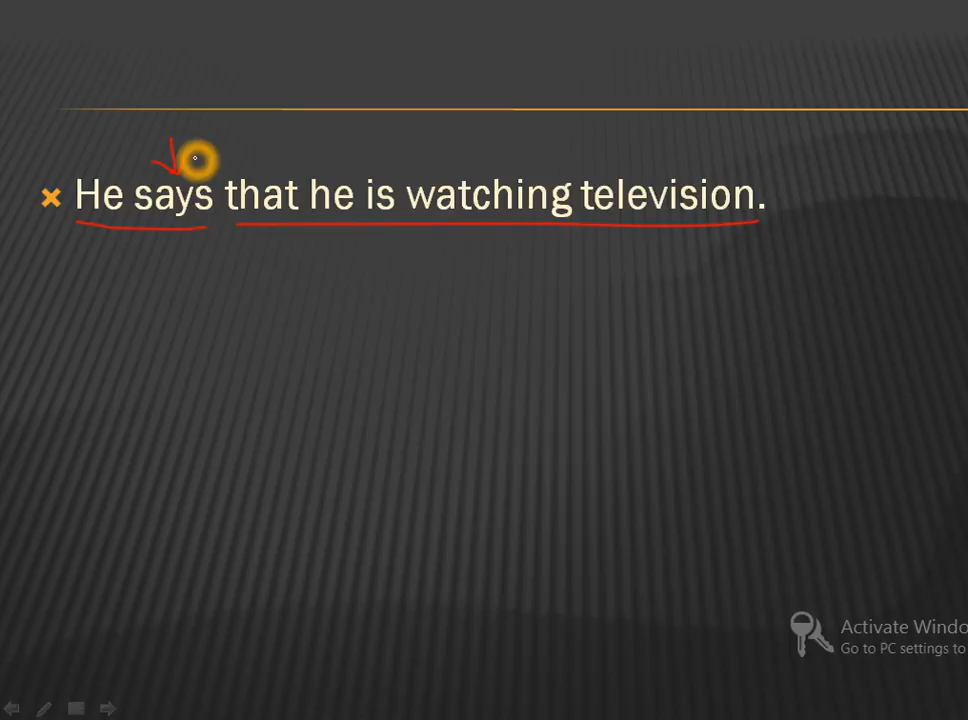 He says that he is watching television.
Activate Windo
Go to PC settings to